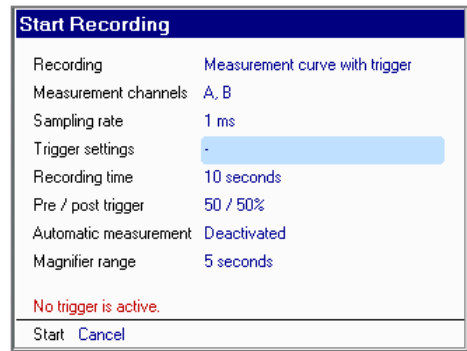 Start Recording
Recording Measurement curve with trigger
Measurement channels A, B
Sampling rate 1 ms
Trigger settings -
Recording time 10 seconds
Pre / post trigger 50 / 50%
Automatic measurement Deactivated
Magnifier range 5 seconds
No trigger is active.
Start Cancel